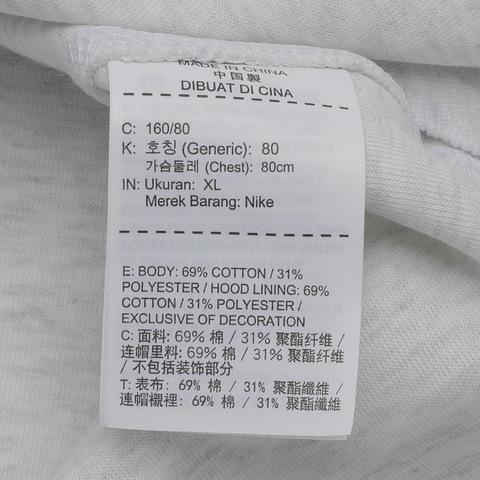 MADE IN CHINA
中国製
DIBUAT DI CINA
C: 160/80
K: 호칭 (Generic): 80
가슴둘레 (Chest): 80cm
IN: Ukuran: XL
Merek Barang: Nike
E: BODY: 69% COTTON / 31%
POLYESTER / HOOD LINING: 69%
COTTON / 31% POLYESTER /
EXCLUSIVE OF DECORATION
C: 面料: 69% 棉 / 31% 聚酯纤维 /
连帽里料: 69% 棉 / 31% 聚酯纤维
/ 不包括装饰部分
T: 表布: 69% 棉 / 31% 聚酯纖維 /
連帽襯裡: 69% 棉 / 31% 聚酯纖維